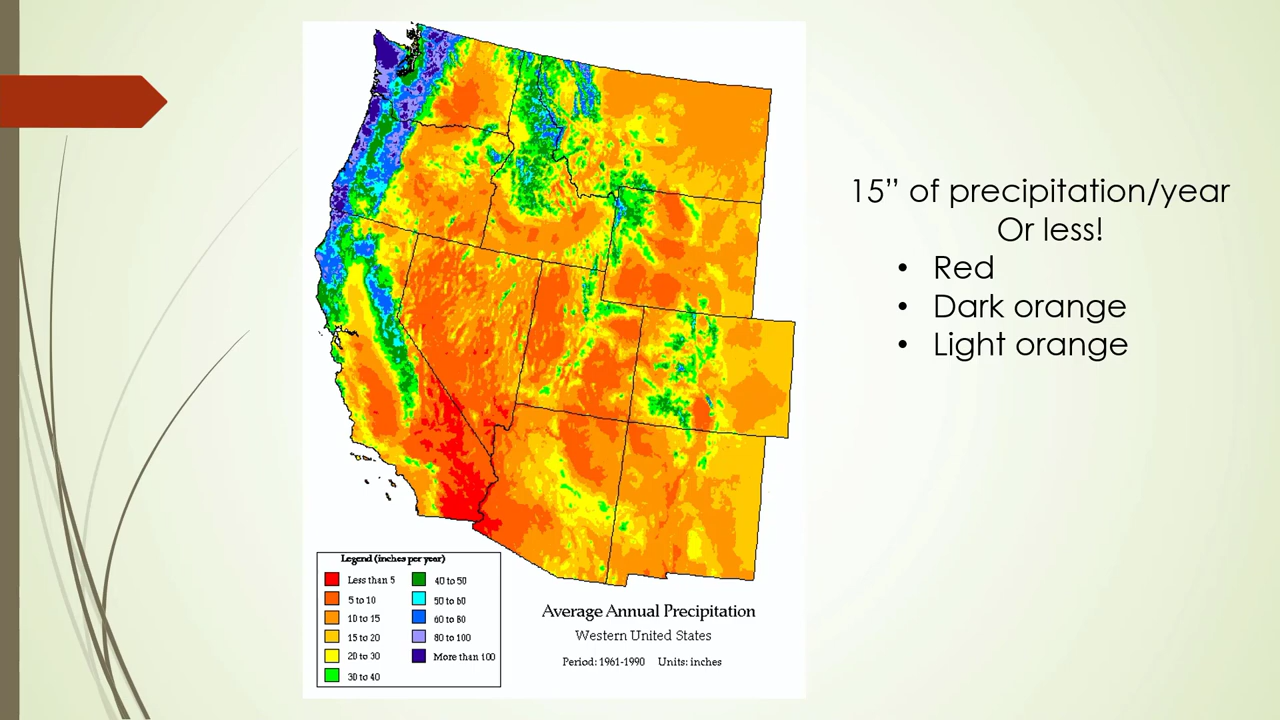 15” of precipitation/year
Or less!
• Red
• Dark orange
• Light orange
Legend (inches per year)
Less than 5
5 to 10
10 to 15
15 to 20
20 to 30
30 to 40
40 to 50
50 to 60
60 to 80
80 to 100
More than 100
Average Annual Precipitation
Western United States
Period: 1961-1990 Units: inches